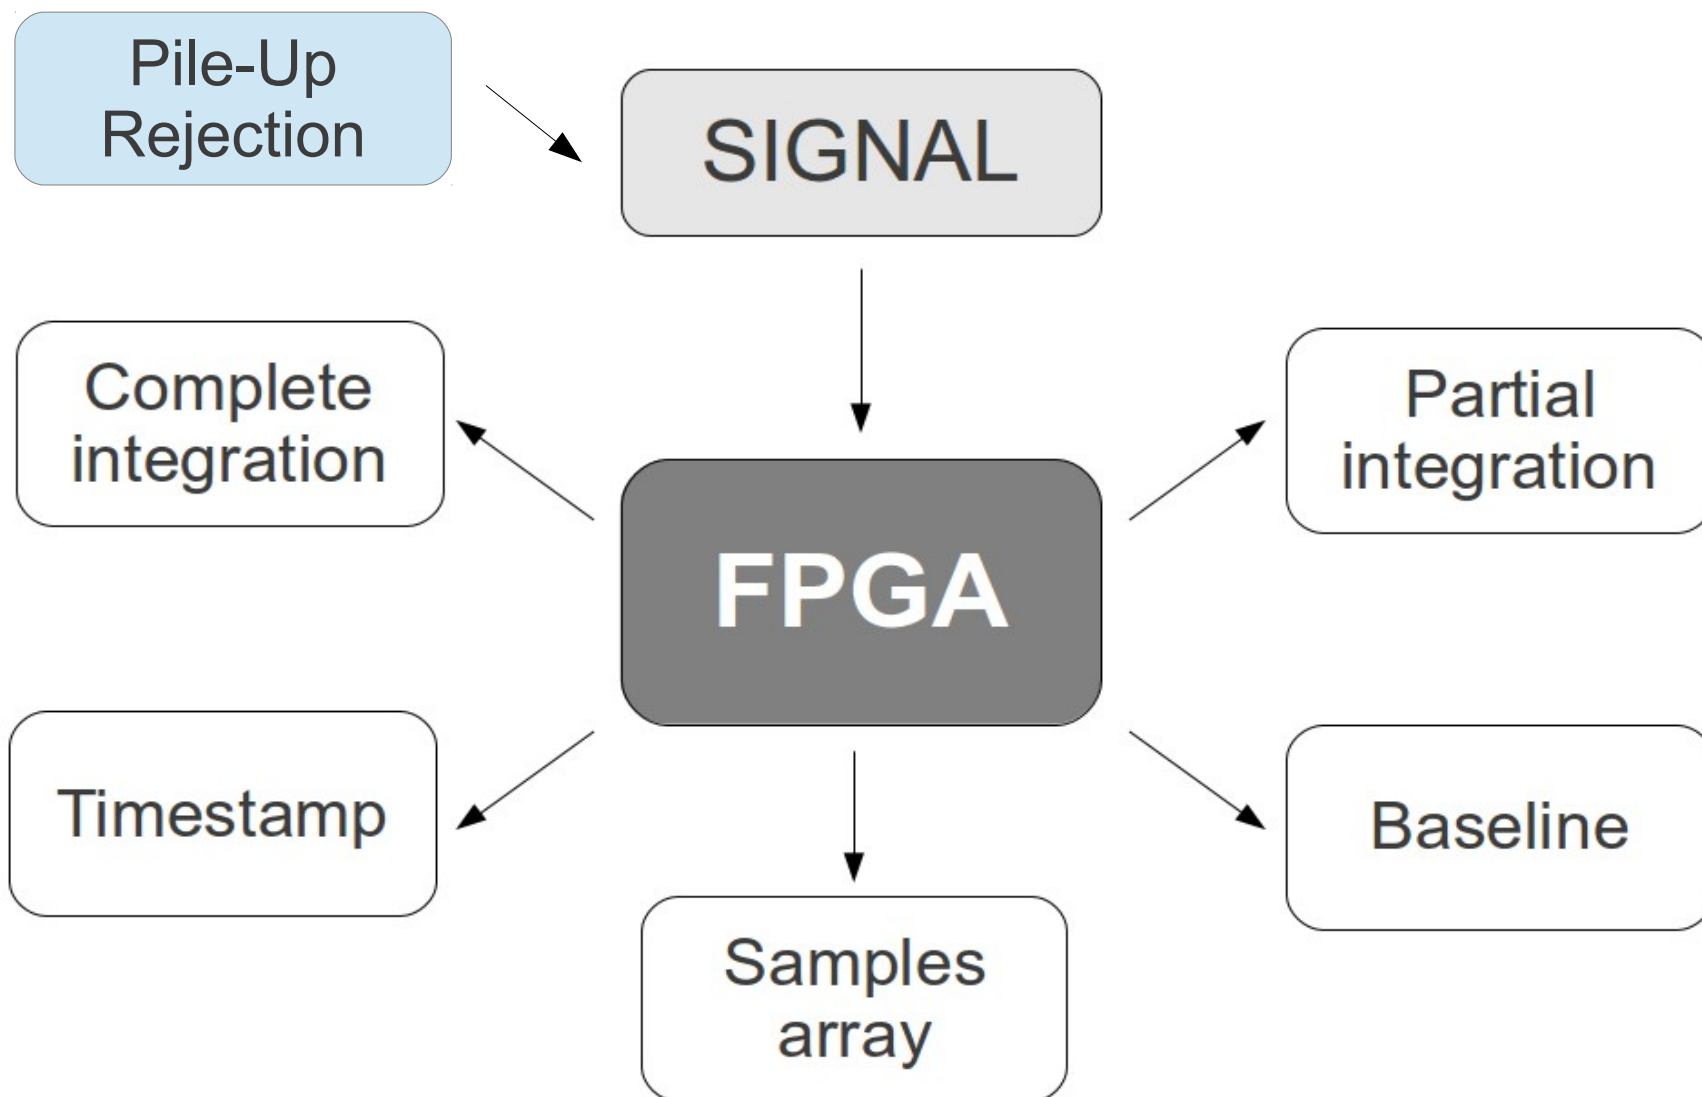 Pile-Up
Rejection
SIGNAL
Complete
integration
Partial
integration
FPGA
Timestamp
Baseline
Samples
array